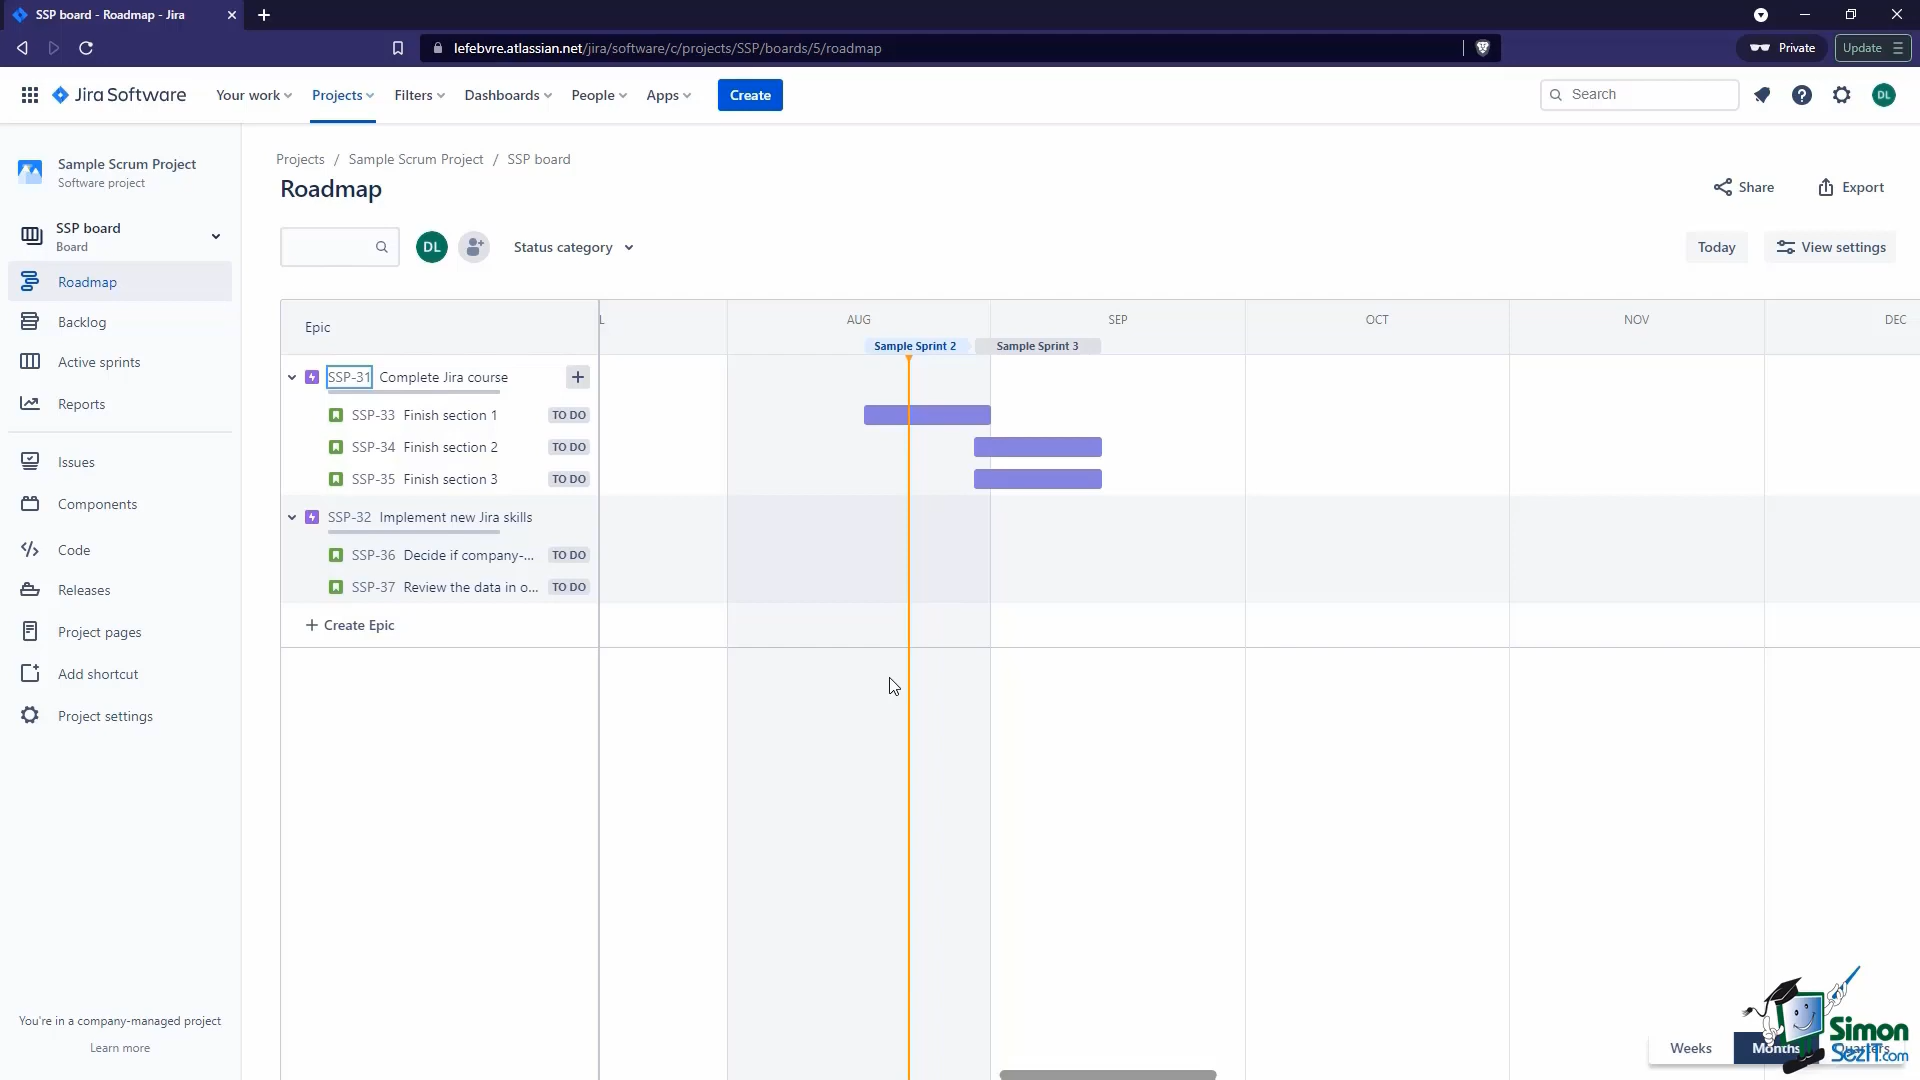 SSP board - Roadmap - Jira
lefebvre.atlassian.net/jira/software/c/projects/SSP/boards/5/roadmap
Private
Update
Jira Software
Your work
Projects
Filters
Dashboards
People
Apps
Create
Search
DL
Sample Scrum Project
Software project
SSP board
Board
Roadmap
Backlog
Active sprints
Reports
Issues
Components
Code
Releases
Project pages
Add shortcut
Project settings
You're in a company-managed project
Learn more
Projects / Sample Scrum Project / SSP board
Roadmap
Share
Export
DL
Status category
Today
View settings
Epic
L
AUG
SEP
OCT
NOV
DEC
Sample Sprint 2
Sample Sprint 3
SSP-31 Complete Jira course
SSP-33 Finish section 1 TO DO
SSP-34 Finish section 2 TO DO
SSP-35 Finish section 3 TO DO
SSP-32 Implement new Jira skills
SSP-36 Decide if company-... TO DO
SSP-37 Review the data in o... TO DO
+ Create Epic
Weeks
Months
Simon
SezIT.com